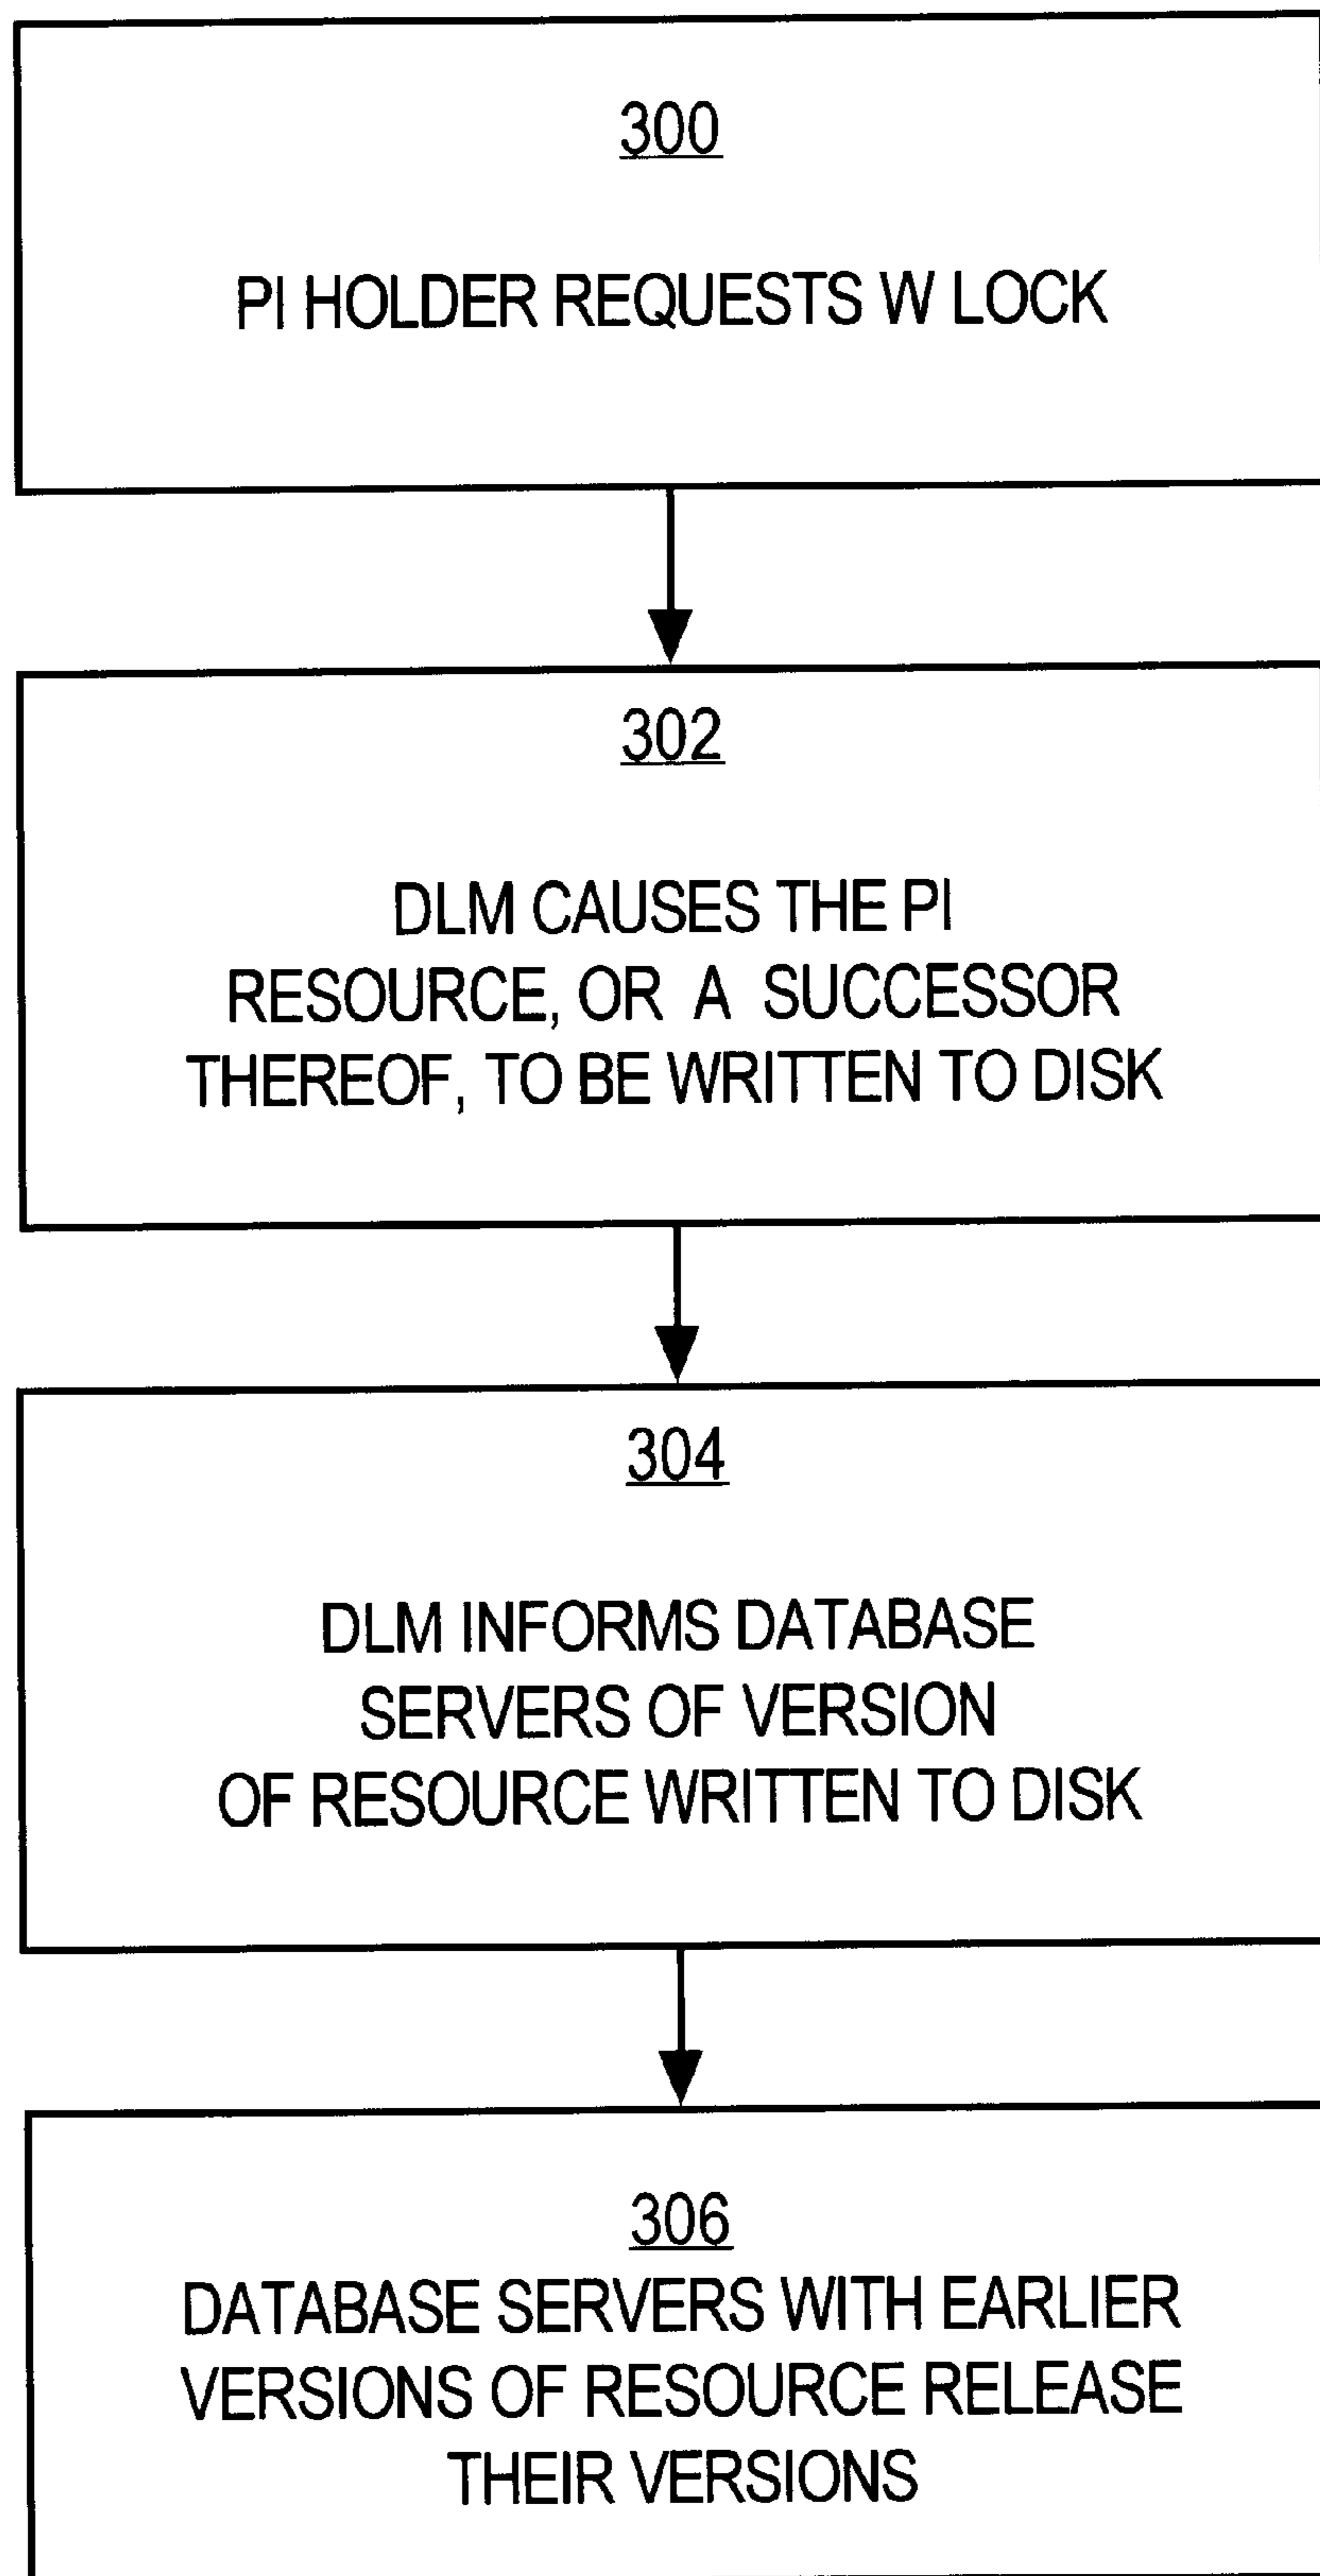 300
PI HOLDER REQUESTS W LOCK
302
DLM CAUSES THE PI
RESOURCE, OR A SUCCESSOR
THEREOF, TO BE WRITTEN TO DISK
304
DLM INFORMS DATABASE
SERVERS OF VERSION
OF RESOURCE WRITTEN TO DISK
306
DATABASE SERVERS WITH EARLIER
VERSIONS OF RESOURCE RELEASE
THEIR VERSIONS